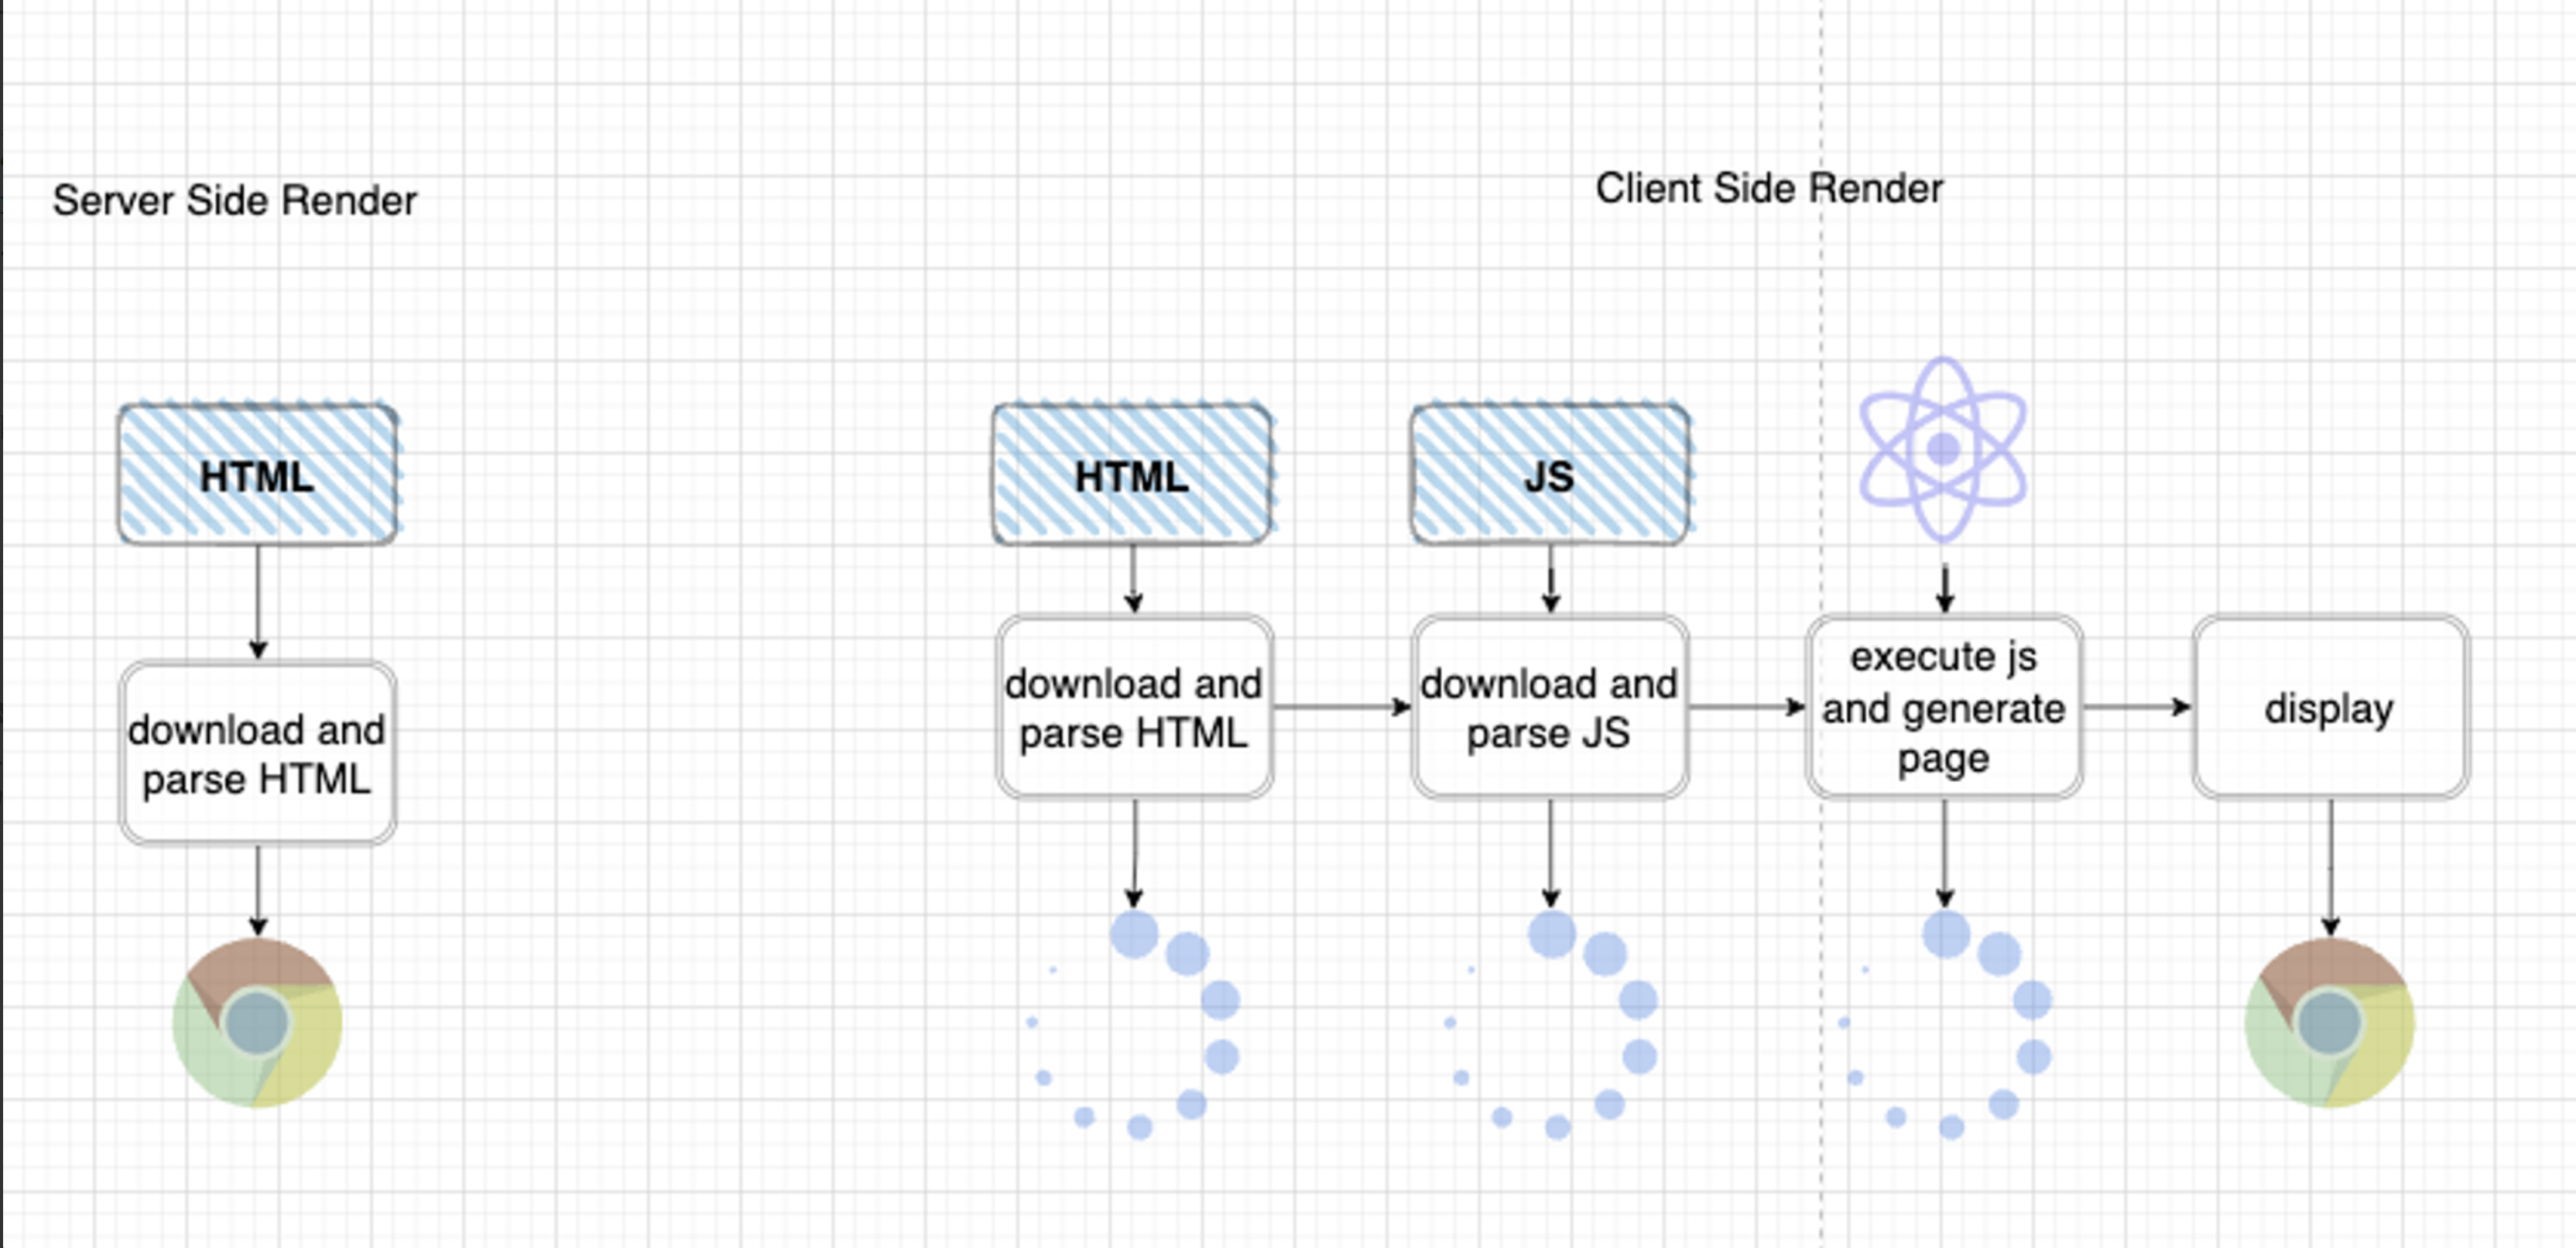 Server Side Render
Client Side Render
HTML
HTML
JS
download and
parse HTML
download and
parse HTML
download and
parse JS
execute js
and generate
page
display